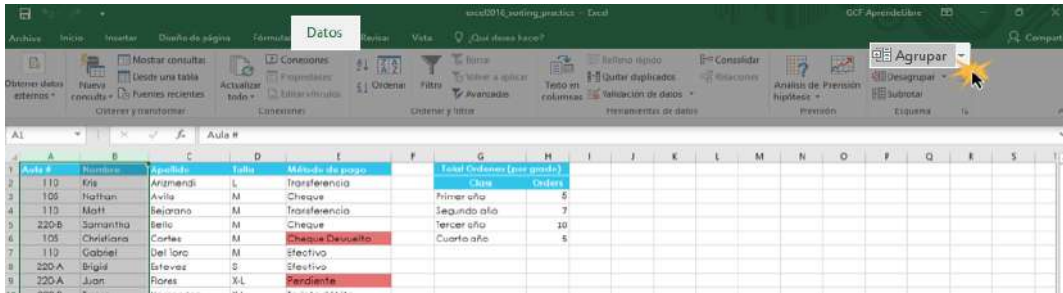 excel2016_sorting_practice - Excel
GCF AprendeLibre
Archivo Inicio Insertar Diseño de página Fórmulas Datos Revisar Vista ¿Qué desea hacer? Compart
Obtener datos externos
Nueva consulta
Mostrar consultas
Desde una tabla
Fuentes recientes
Obtener y transformar
Actualizar todo
Conexiones
Propiedades
Editar vínculos
Conexiones
Ordenar
Filtro
Borrar
Volver a aplicar
Avanzadas
Ordenar y filtrar
Texto en columnas
Relleno rápido
Quitar duplicados
Validación de datos
Consolidar
Relaciones
Herramientas de datos
Análisis de hipótesis
Previsión
Previsión
Agrupar
Desagrupar
Subtotal
Esquema
A1 fx Aula #
A B C D E F G H I J K L M N O P Q R S
1 Aula # Nombre Apellido Talla Método de pago Total Ordenes (por grado)
2 110 Kris Arizmendi L Transferencia Class Orders
3 105 Nathan Avila M Cheque Primer año 5
4 110 Matt Bejarano M Transferencia Segundo año 7
5 220-B Samantha Bello M Cheque Tercer año 10
6 105 Christiana Cortes M Cheque Devuelto Cuarto año 5
7 110 Gabriel Del Toro M Efectivo
8 220-A Brigid Estevez S Efectivo
9 220-A Juan Flores X-L Pendiente